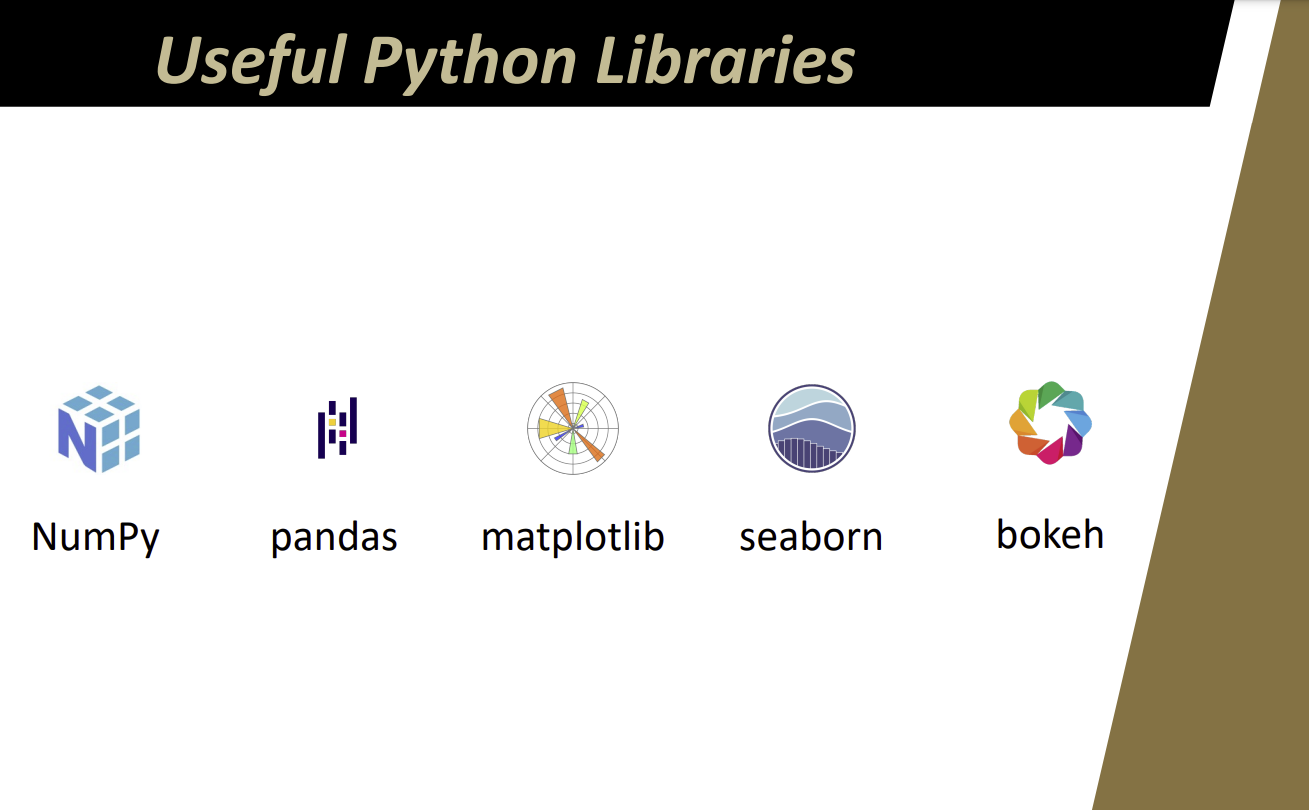 Useful Python Libraries
NumPy
pandas
matplotlib
seaborn
bokeh